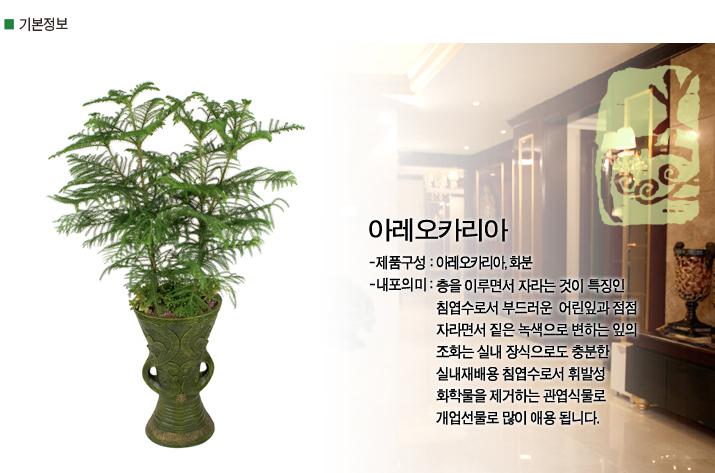 기본정보
아레오카리아
-제품구성 : 아레오카리아, 화분
-내포의미 : 층을 이루면서 자라는 것이 특징인
침엽수로서 부드러운 어린잎과 점점
자라면서 짙은 녹색으로 변하는 잎의
조화는 실내 장식으로도 충분한
실내재배용 침엽수로서 휘발성
화학물을 제거하는 관엽식물로
개업선물로 많이 애용 됩니다.